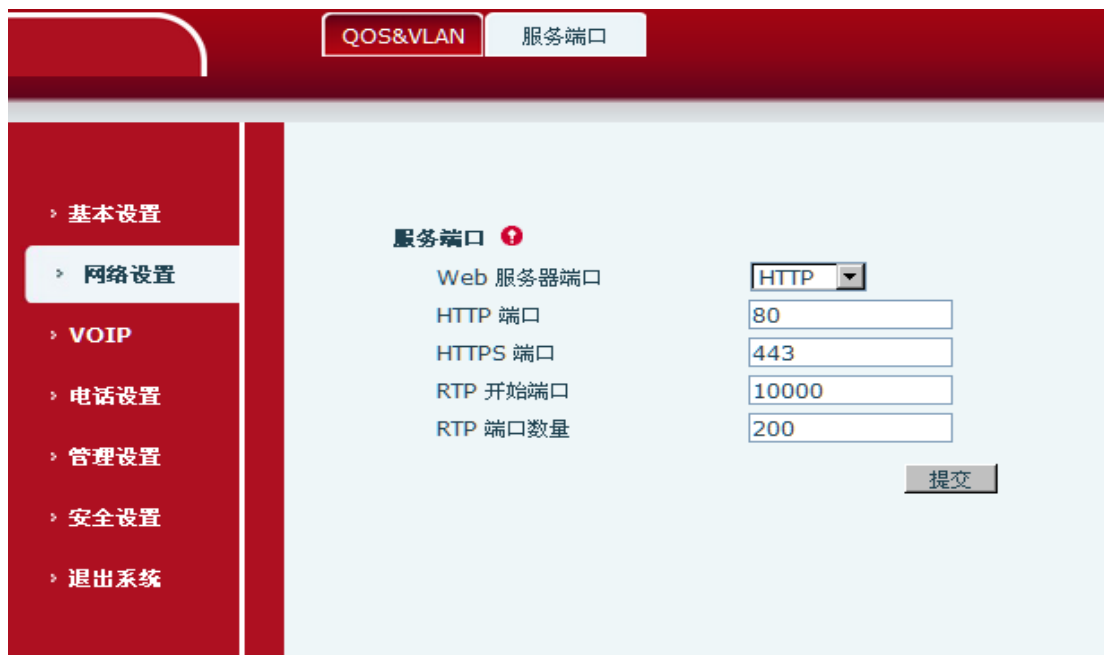 QOS&VLAN 服务端口
基本设置
网络设置
VOIP
电话设置
管理设置
安全设置
退出系统
服务端口
Web 服务器端口 HTTP
HTTP 端口 80
HTTPS 端口 443
RTP 开始端口 10000
RTP 端口数量 200
提交